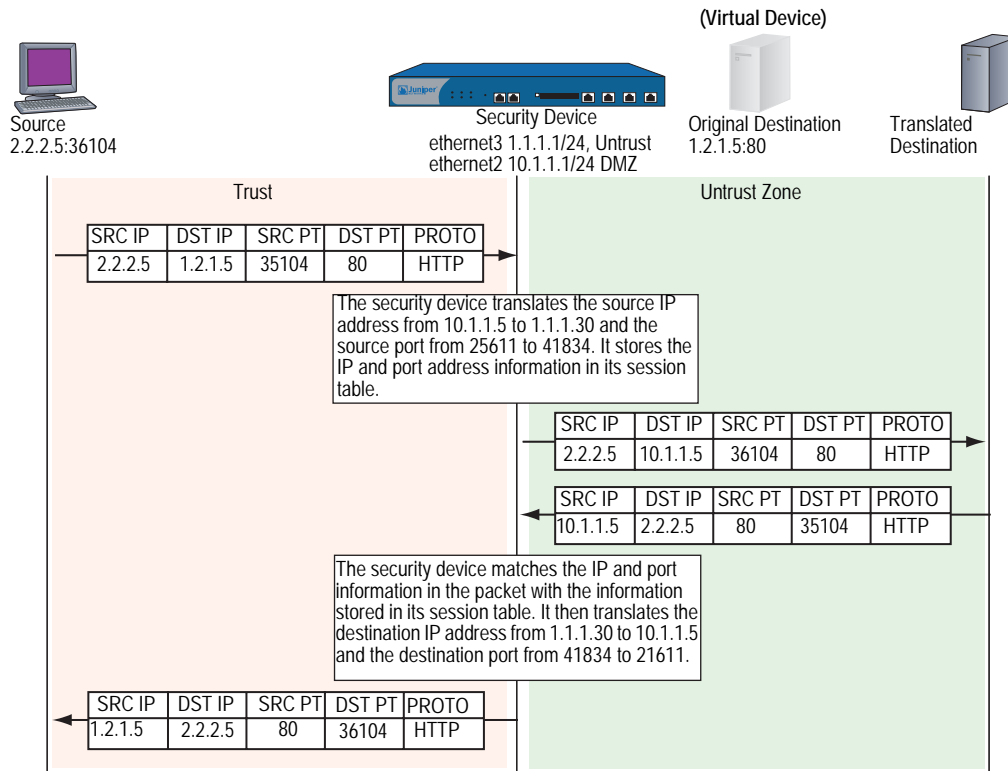 (Virtual Device)
Juniper
Source
2.2.2.5:36104
Security Device
ethernet3 1.1.1.1/24, Untrust
ethernet2 10.1.1.1/24 DMZ
Original Destination
1.2.1.5:80
Translated
Destination
Trust
Untrust Zone
SRC IP DST IP SRC PT DST PT PROTO
2.2.2.5 1.2.1.5 35104 80 HTTP
The security device translates the source IP
address from 10.1.1.5 to 1.1.1.30 and the
source port from 25611 to 41834. It stores the
IP and port address information in its session
table.
SRC IP DST IP SRC PT DST PT PROTO
2.2.2.5 10.1.1.5 36104 80 HTTP
SRC IP DST IP SRC PT DST PT PROTO
10.1.1.5 2.2.2.5 80 35104 HTTP
The security device matches the IP and port
information in the packet with the information
stored in its session table. It then translates the
destination IP address from 1.1.1.30 to 10.1.1.5
and the destination port from 41834 to 21611.
SRC IP DST IP SRC PT DST PT PROTO
1.2.1.5 2.2.2.5 80 36104 HTTP